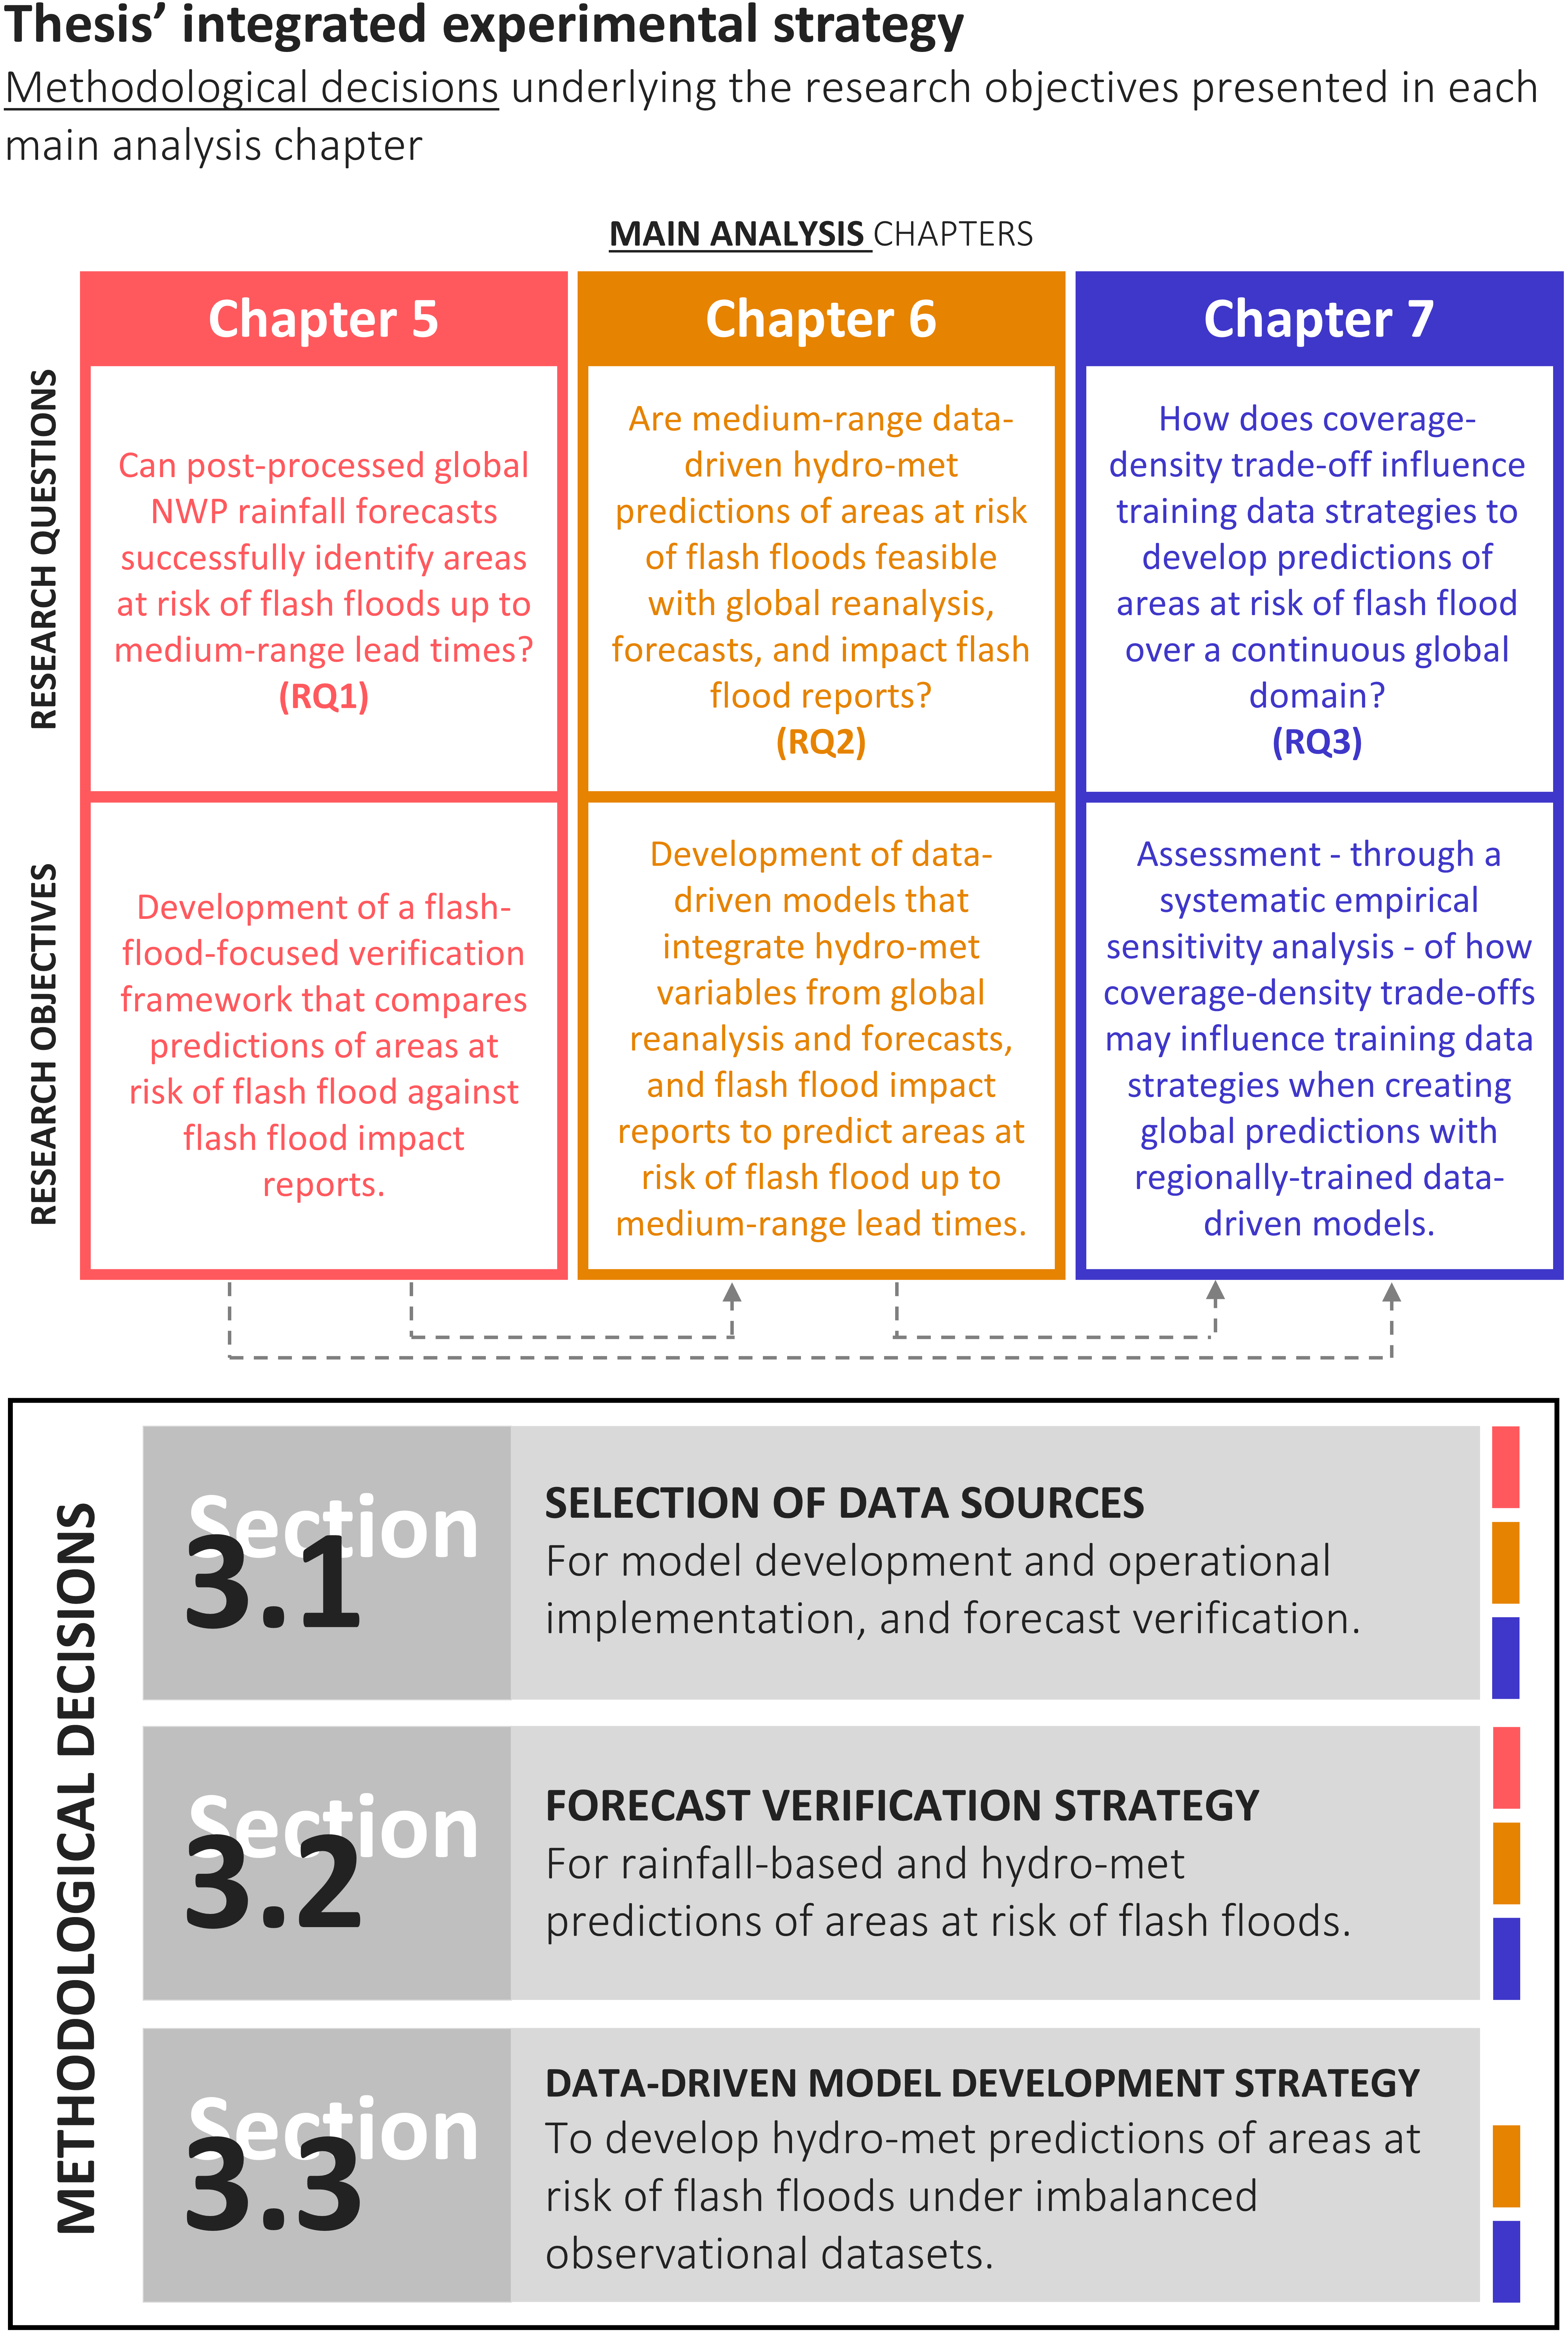 Thesis’ integrated experimental strategy
Methodological decisions underlying the research objectives presented in each
main analysis chapter
MAIN ANALYSIS CHAPTERS
Chapter 5
Chapter 6
Chapter 7
RESEARCH QUESTIONS
Can post-processed global
NWP rainfall forecasts
successfully identify areas
at risk of flash floods up to
medium-range lead times?
(RQ1)
Are medium-range data-
driven hydro-met
predictions of areas at risk
of flash floods feasible
with global reanalysis,
forecasts, and impact flash
flood reports?
(RQ2)
How does coverage-
density trade-off influence
training data strategies to
develop predictions of
areas at risk of flash flood
over a continuous global
domain?
(RQ3)
RESEARCH OBJECTIVES
Development of a flash-
flood-focused verification
framework that compares
predictions of areas at
risk of flash flood against
flash flood impact
reports.
Development of data-
driven models that
integrate hydro-met
variables from global
reanalysis and forecasts,
and flash flood impact
reports to predict areas at
risk of flash flood up to
medium-range lead times.
Assessment - through a
systematic empirical
sensitivity analysis - of how
coverage-density trade-offs
may influence training data
strategies when creating
global predictions with
regionally-trained data-
driven models.
METHODOLOGICAL DECISIONS
Section
3.1
SELECTION OF DATA SOURCES
For model development and operational
implementation, and forecast verification.
Section
3.2
FORECAST VERIFICATION STRATEGY
For rainfall-based and hydro-met
predictions of areas at risk of flash floods.
Section
3.3
DATA-DRIVEN MODEL DEVELOPMENT STRATEGY
To develop hydro-met predictions of areas at
risk of flash floods under imbalanced
observational datasets.